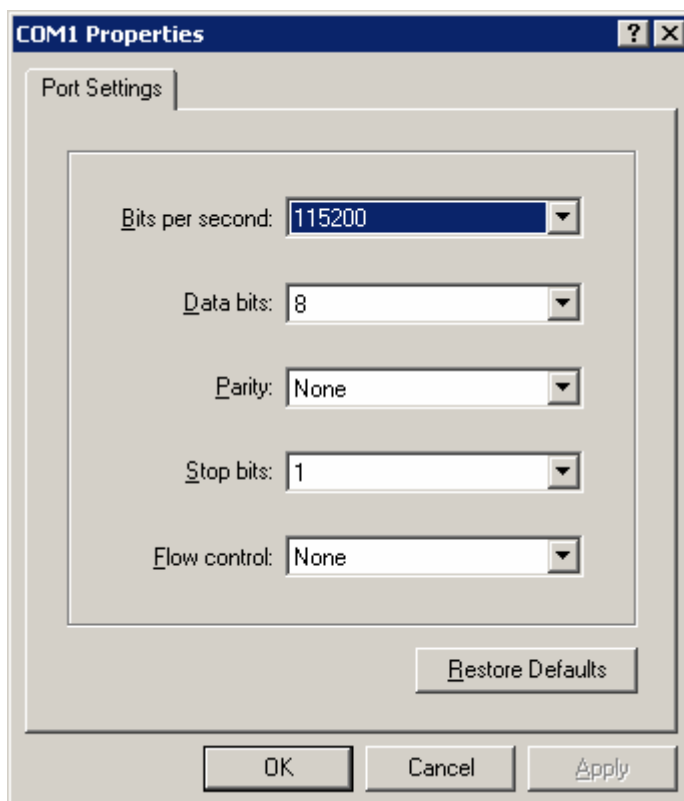 COM1 Properties
Port Settings
Bits per second: 115200
Data bits: 8
Parity: None
Stop bits: 1
Flow control: None
Restore Defaults
OK Cancel Apply